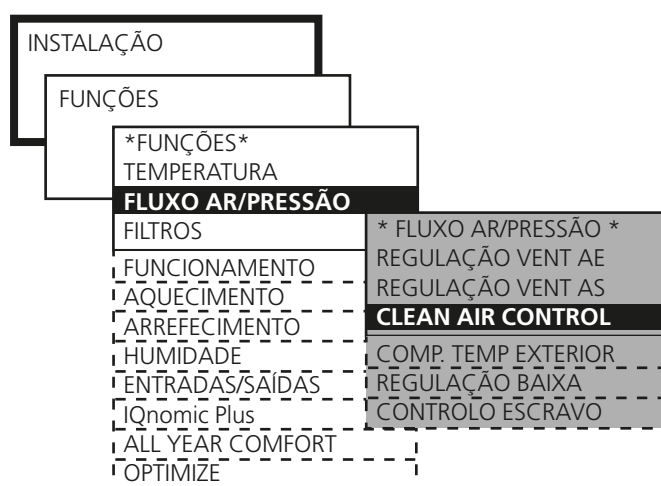 INSTALAÇÃO
FUNÇÕES
*FUNÇÕES*
TEMPERATURA
FLUXO AR/PRESSÃO
FILTROS
FUNCIONAMENTO
AQUECIMENTO
ARREFECIMENTO
HUMIDADE
ENTRADAS/SAÍDAS
IQnomic Plus
ALL YEAR COMFORT
OPTIMIZE
* FLUXO AR/PRESSÃO *
REGULAÇÃO VENT AE
REGULAÇÃO VENT AS
CLEAN AIR CONTROL
COMP. TEMP EXTERIOR
REGULAÇÃO BAIXA
CONTROLO ESCRAVO